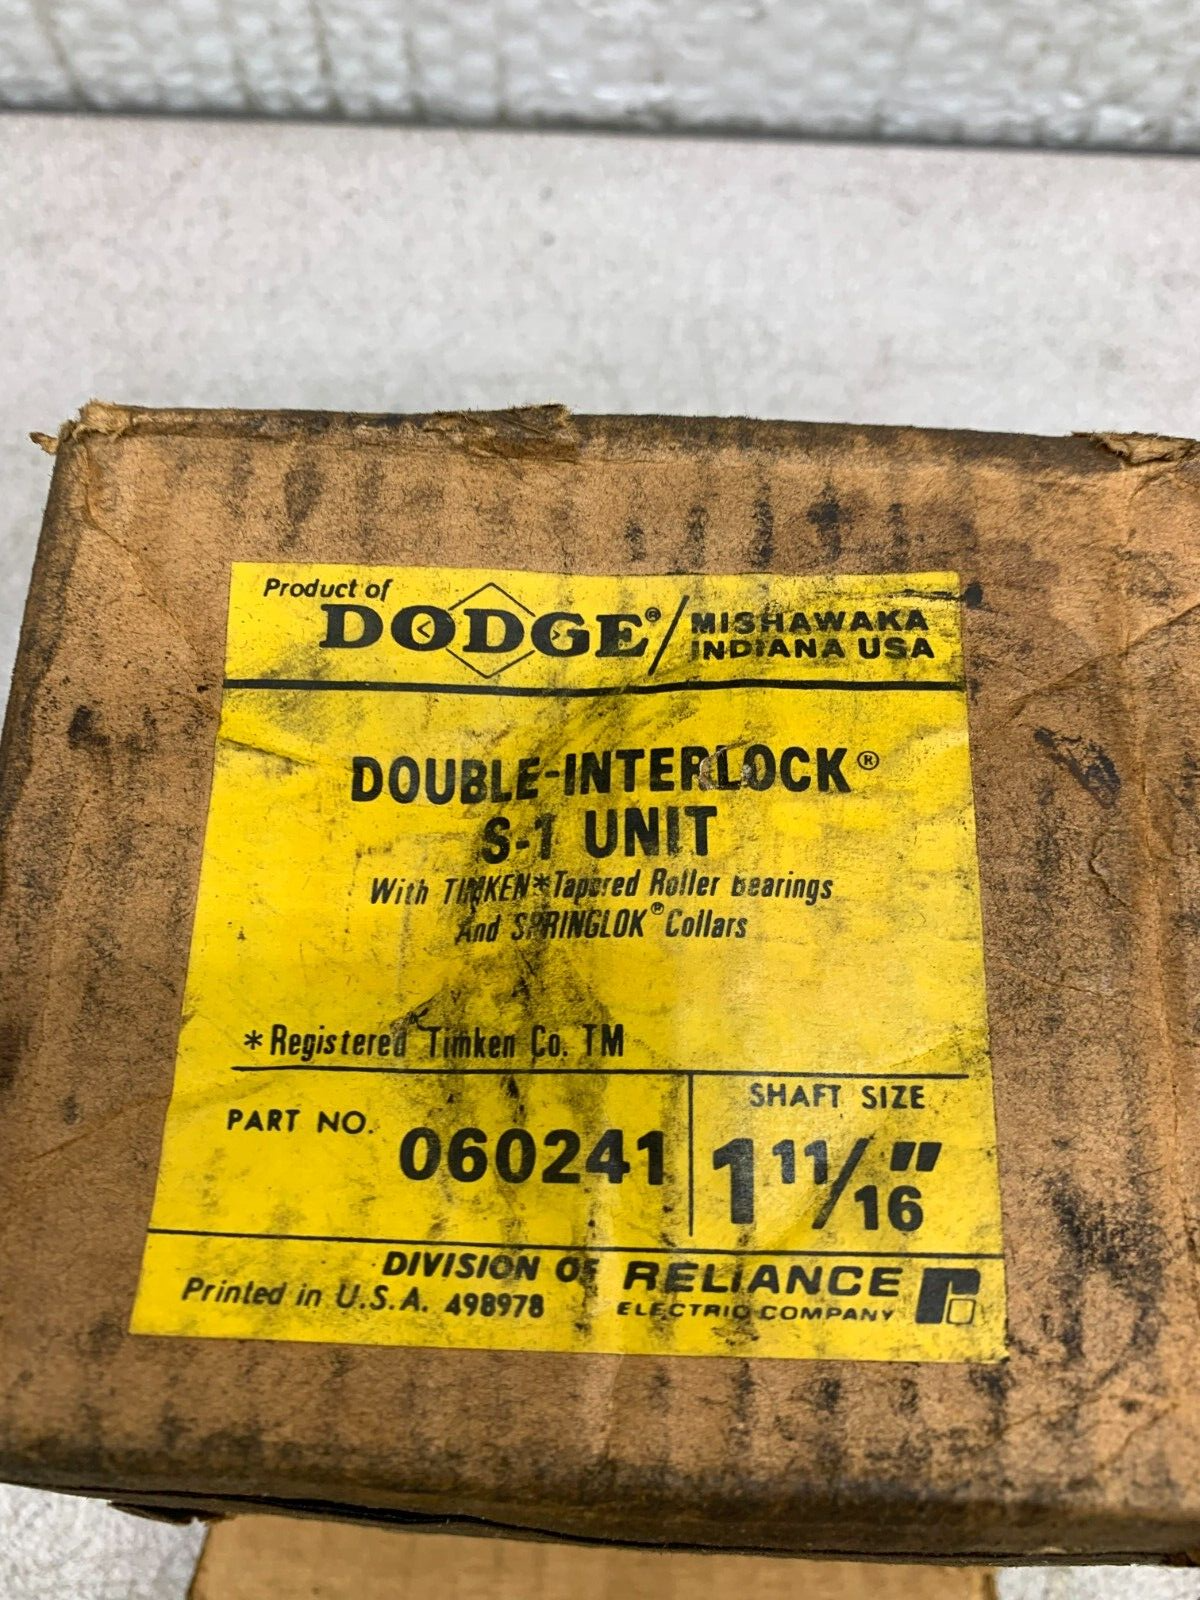 Product of
DODGE® / MISHAWAKA
INDIANA USA
DOUBLE-INTERLOCK®
S-1 UNIT
With TIMKEN* Tapered Roller Bearings
And SPRINGLOK® Collars
*Registered Timken Co. TM
PART NO. 060241
SHAFT SIZE
1 11/16"
DIVISION OF RELIANCE
ELECTRIC COMPANY
Printed in U.S.A. 498978